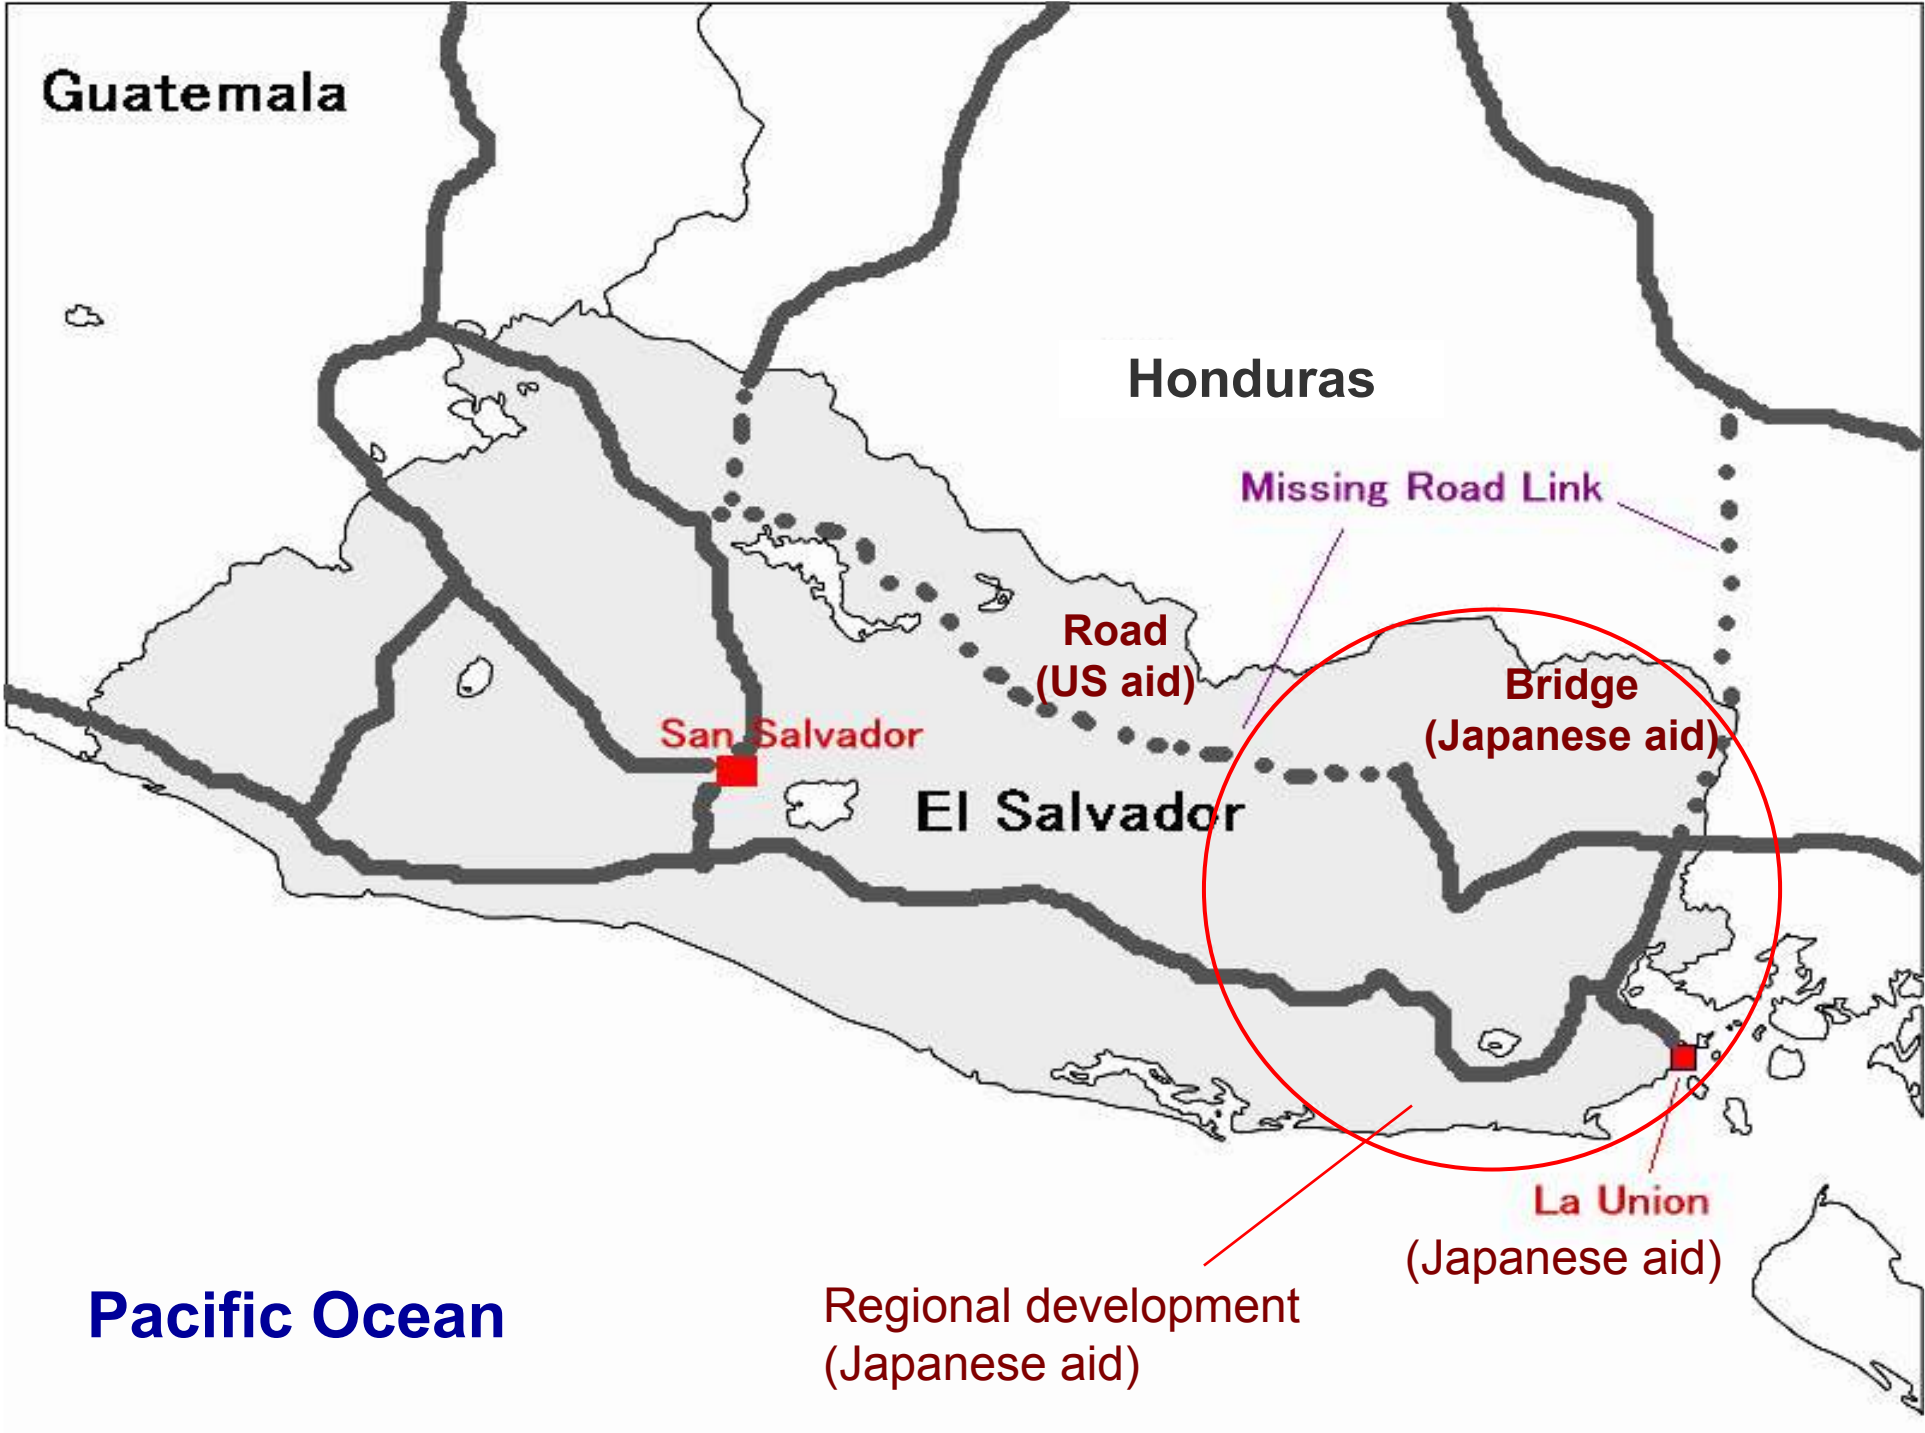 Guatemala
Honduras
Missing Road Link
Road
(US aid)
Bridge
(Japanese aid)
San Salvador
El Salvador
La Union
(Japanese aid)
Regional development
(Japanese aid)
Pacific Ocean